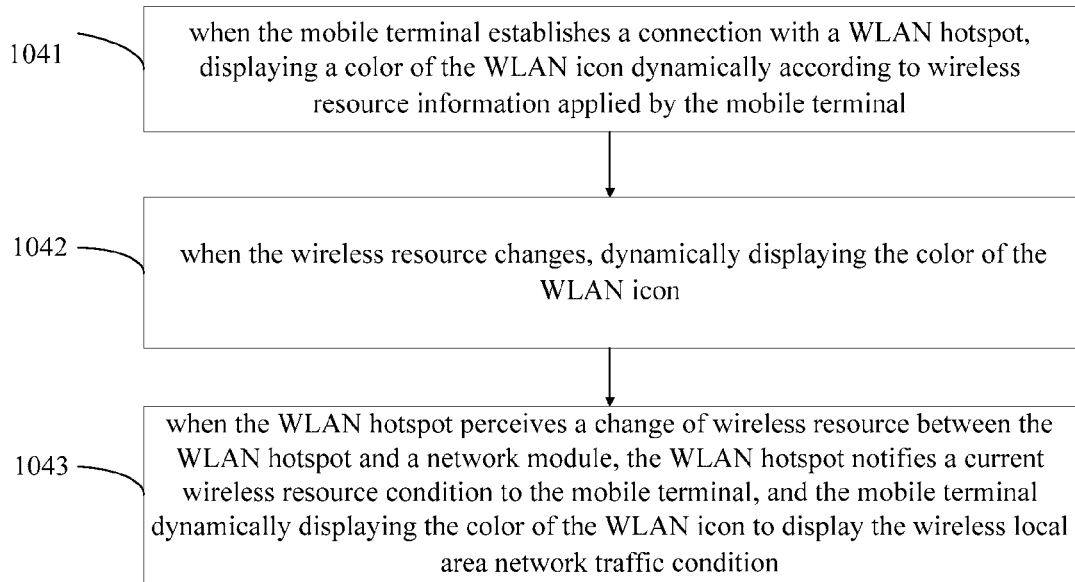 1041
when the mobile terminal establishes a connection with a WLAN hotspot,
displaying a color of the WLAN icon dynamically according to wireless
resource information applied by the mobile terminal
1042
when the wireless resource changes, dynamically displaying the color of the
WLAN icon
1043
when the WLAN hotspot perceives a change of wireless resource between the
WLAN hotspot and a network module, the WLAN hotspot notifies a current
wireless resource condition to the mobile terminal, and the mobile terminal
dynamically displaying the color of the WLAN icon to display the wireless local
area network traffic condition